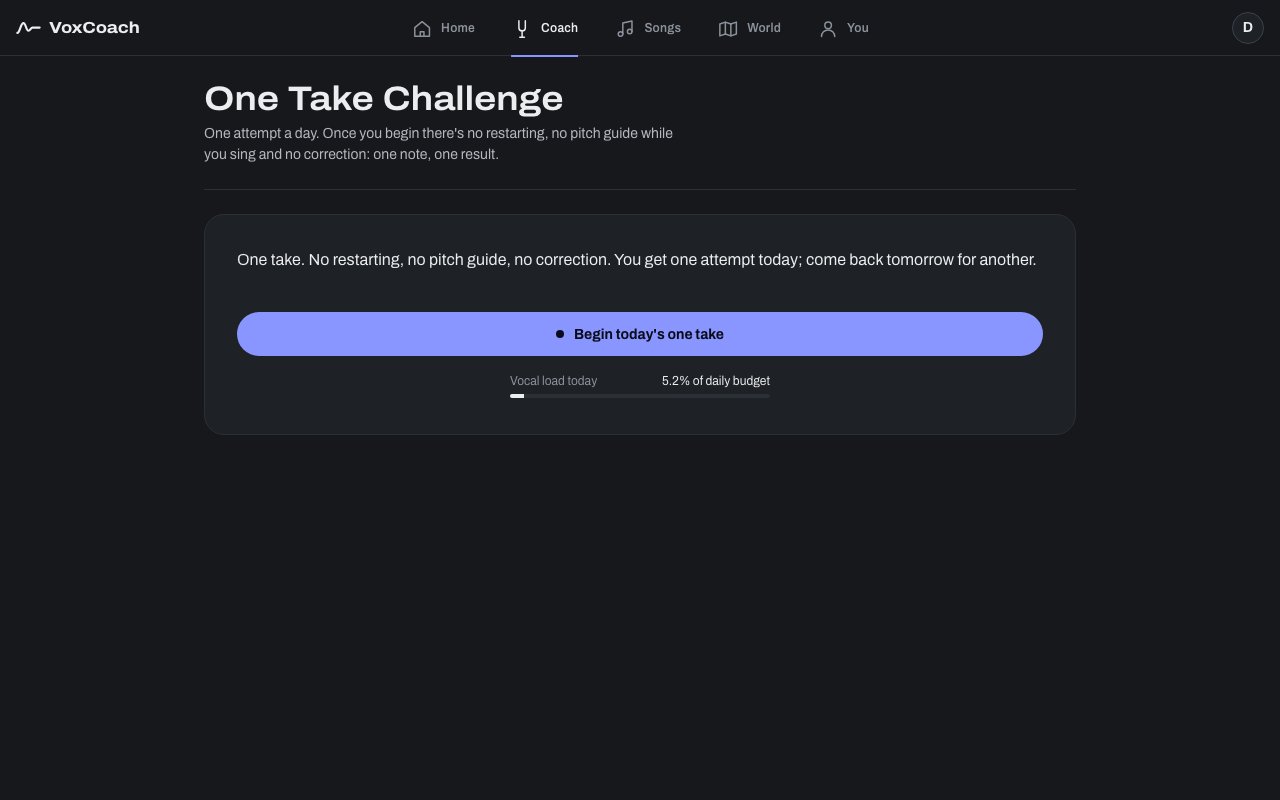 VoxCoach
Home
Coach
Songs
World
You
D
One Take Challenge
One attempt a day. Once you begin there's no restarting, no pitch guide while
you sing and no correction: one note, one result.
One take. No restarting, no pitch guide, no correction. You get one attempt today; come back tomorrow for another.
Begin today's one take
Vocal load today
5.2% of daily budget